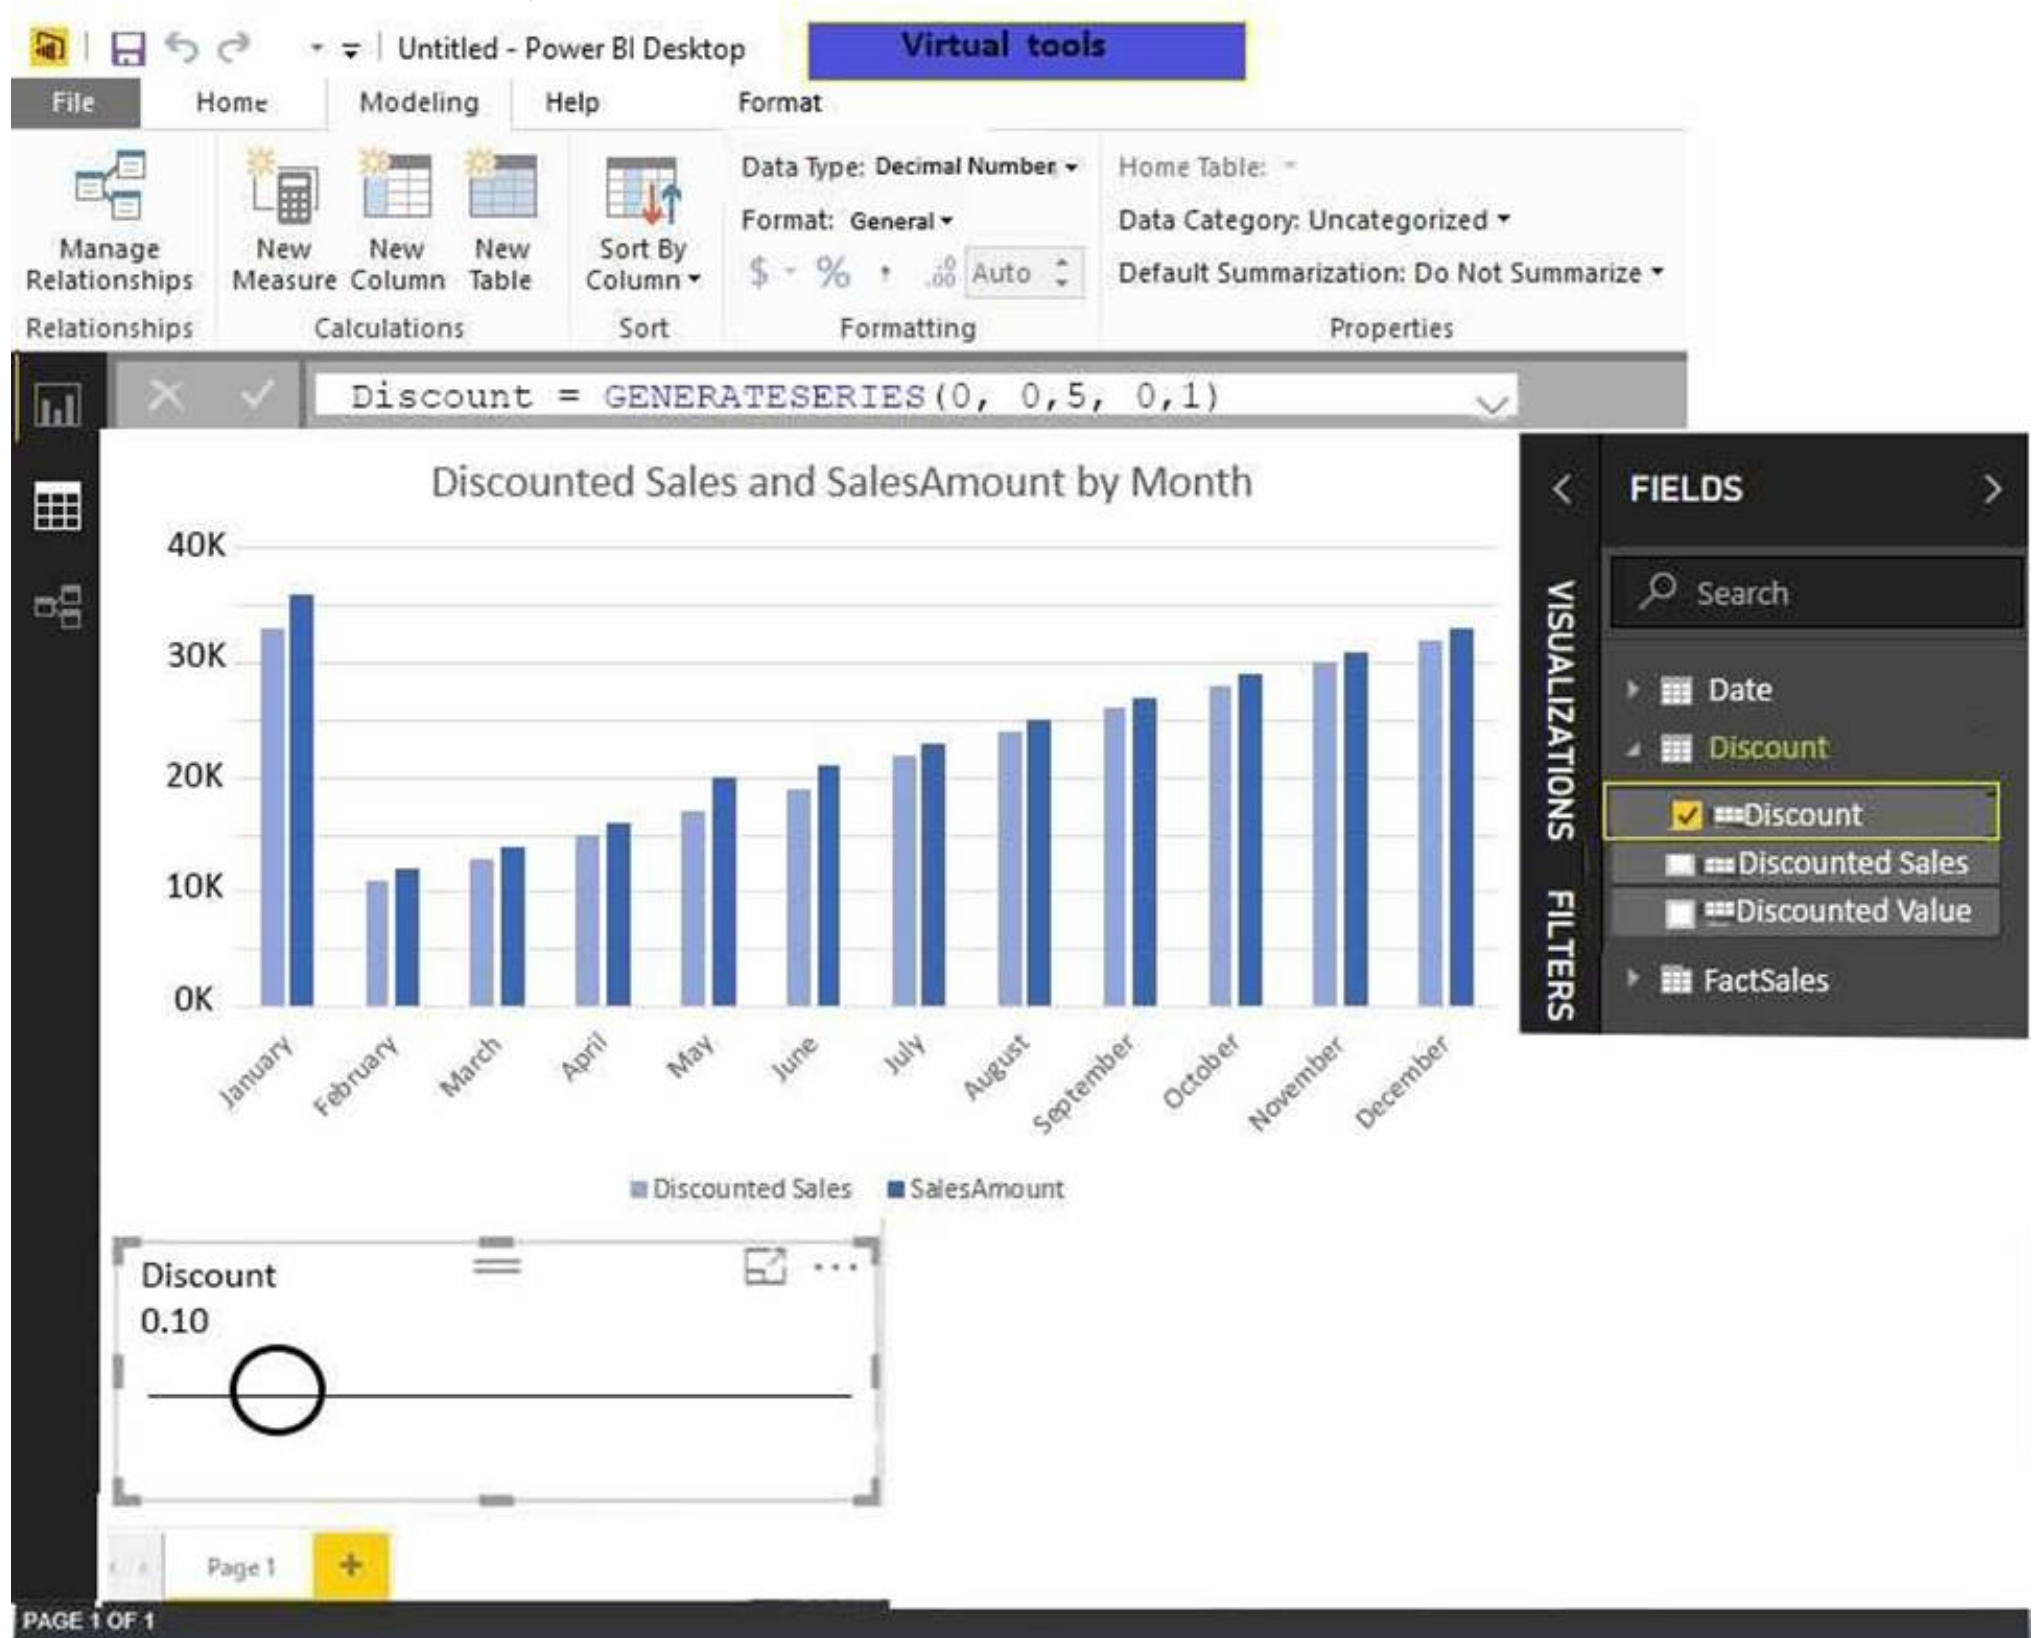 Untitled - Power BI Desktop
Virtual tools
File Home Modeling Help Format
Manage Relationships
New Measure
New Column
New Table
Sort By Column
Data Type: Decimal Number
Format: General
$ % , .00 Auto
Home Table:
Data Category: Uncategorized
Default Summarization: Do Not Summarize
Relationships Calculations Sort Formatting Properties
Discount = GENERATESERIES(0, 0,5, 0,1)
Discounted Sales and SalesAmount by Month
40K
30K
20K
10K
0K
January February March April May June July August September October November December
Discounted Sales SalesAmount
VISUALIZATIONS
FILTERS
FIELDS
Search
Date
Discount
Discount
Discounted Sales
Discounted Value
FactSales
Discount
0.10
Page 1 +
PAGE 1 OF 1